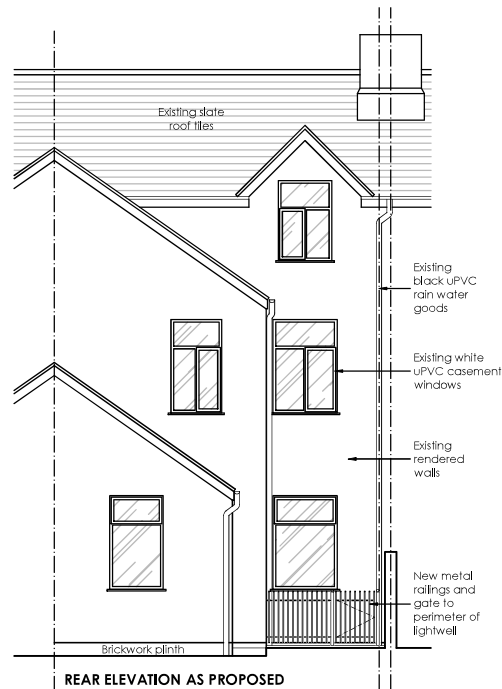 Existing slate
roof tiles
Existing
black uPVC
rain water
goods
Existing white
uPVC casement
windows
Existing
rendered
walls
New metal
railings and
gate to
perimeter of
lightwell
Brickwork plinth
REAR ELEVATION AS PROPOSED